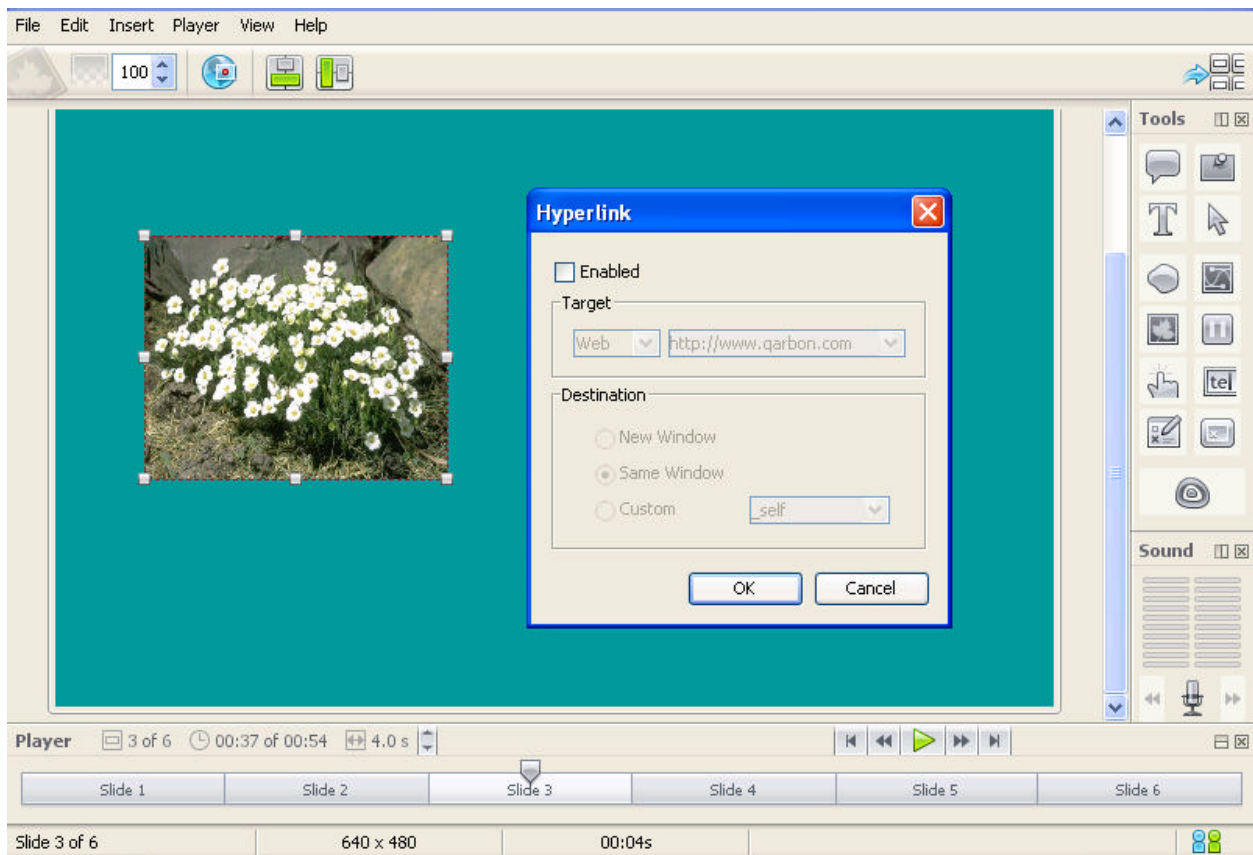 File Edit Insert Player View Help
100
Tools
Hyperlink
Enabled
Target
Web http://www.qarbon.com
Destination
New Window
Same Window
Custom _self
OK Cancel
T
te
Sound
Player 3 of 6 00:37 of 00:54 4.0 s
Slide 1 Slide 2 Slide 3 Slide 4 Slide 5 Slide 6
Slide 3 of 6 640 x 480 00:04s